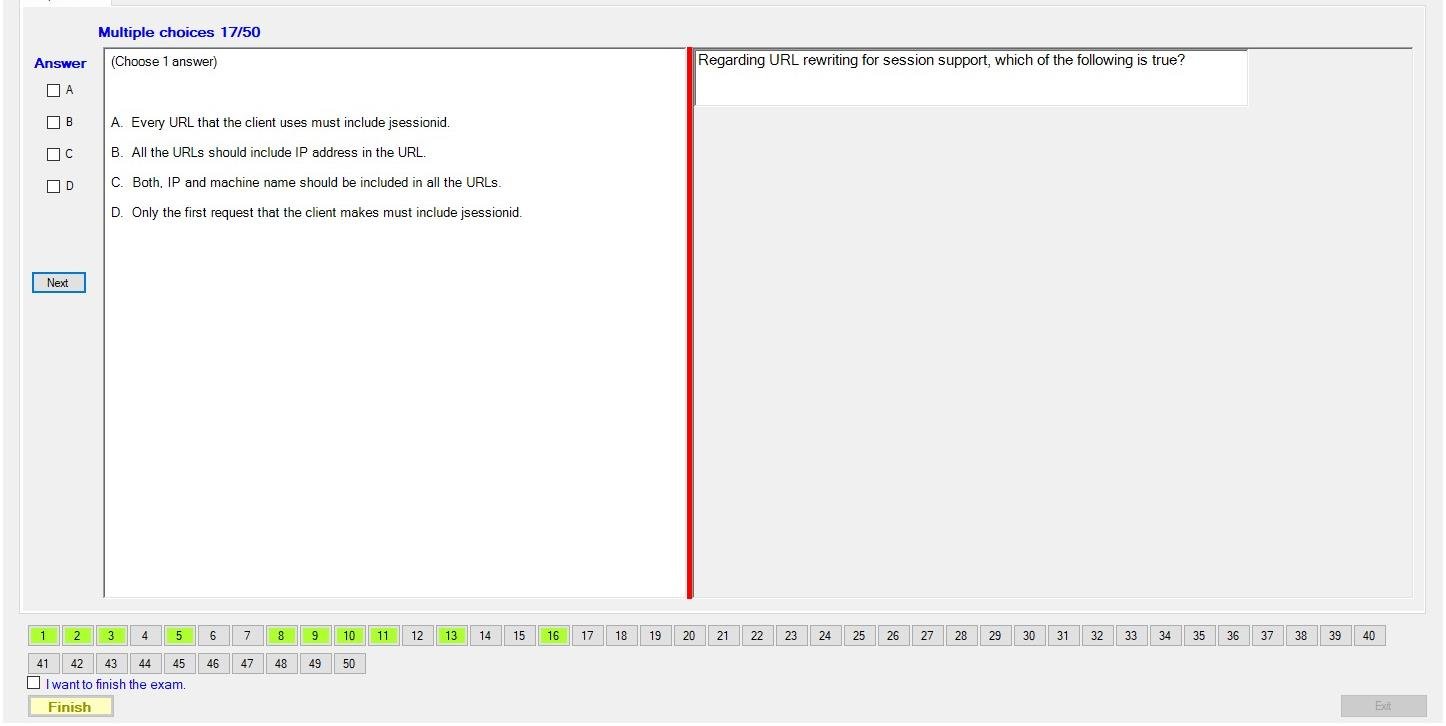 Multiple choices 17/50
Answer
A
B
C
D
Next
(Choose 1 answer)
A. Every URL that the client uses must include jsessionid.
B. All the URLs should include IP address in the URL.
C. Both, IP and machine name should be included in all the URLs.
D. Only the first request that the client makes must include jsessionid.
Regarding URL rewriting for session support, which of the following is true?
1 2 3 4 5 6 7 8 9 10 11 12 13 14 15 16 17 18 19 20 21 22 23 24 25 26 27 28 29 30 31 32 33 34 35 36 37 38 39 40
41 42 43 44 45 46 47 48 49 50
I want to finish the exam.
Finish
Exit